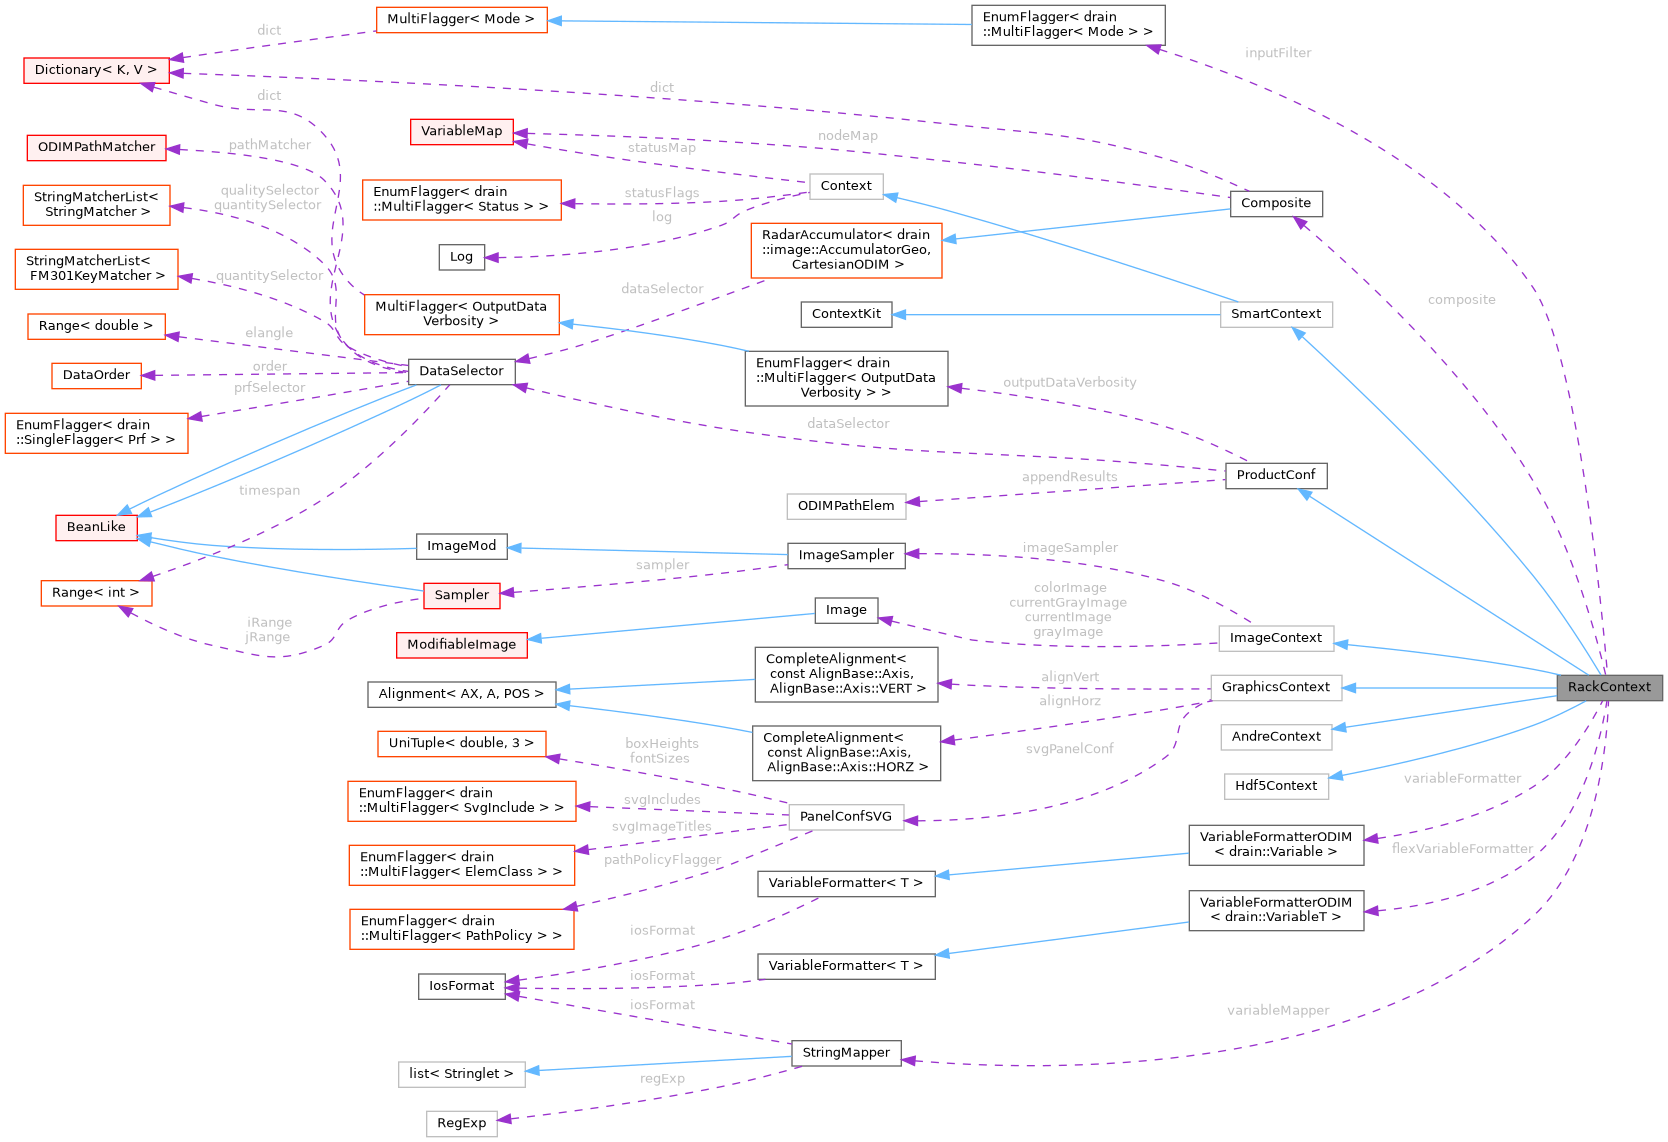 MultiFlagger< Mode >
EnumFlagger< drain
::MultiFlagger< Mode > >
dict
inputFilter
Dictionary< K, V >
dict
dict
VariableMap
nodeMap
ODIMPathMatcher
pathMatcher
statusMap
StringMatcherList<
StringMatcher >
qualitySelector
quantitySelector
EnumFlagger< drain
::MultiFlagger< Status > >
statusFlags
Context
Composite
log
Log
RadarAccumulator< drain
::image::AccumulatorGeo,
CartesianODIM >
StringMatcherList<
FM301KeyMatcher >
quantitySelector
dataSelector
composite
MultiFlagger< OutputData
Verbosity >
ContextKit
SmartContext
Range< double >
elangle
DataOrder
order
DataSelector
EnumFlagger< drain
::MultiFlagger< OutputData
Verbosity > >
outputDataVerbosity
prfSelector
EnumFlagger< drain
::SingleFlagger< Prf > >
dataSelector
timespan
appendResults
ProductConf
ODIMPathElem
BeanLike
ImageMod
ImageSampler
imageSampler
sampler
Range< int >
Sampler
iRange
jRange
Image
colorImage
currentGrayImage
currentImage
grayImage
ImageContext
ModifiableImage
CompleteAlignment<
const AlignBase::Axis,
AlignBase::Axis::VERT >
alignVert
GraphicsContext
RackContext
Alignment< AX, A, POS >
alignHorz
CompleteAlignment<
const AlignBase::Axis,
AlignBase::Axis::HORZ >
svgPanelConf
AndreContext
UniTuple< double, 3 >
boxHeights
fontSizes
variableFormatter
Hdf5Context
EnumFlagger< drain
::MultiFlagger< SvgInclude > >
svgIncludes
PanelConfSVG
svgImageTitles
VariableFormatterODIM
< drain::Variable >
flexVariableFormatter
EnumFlagger< drain
::MultiFlagger< ElemClass > >
pathPolicyFlagger
VariableFormatter< T >
EnumFlagger< drain
::MultiFlagger< PathPolicy > >
VariableFormatterODIM
< drain::VariableT >
iosFormat
VariableFormatter< T >
iosFormat
IosFormat
iosFormat
variableMapper
StringMapper
list< Stringlet >
regExp
RegExp